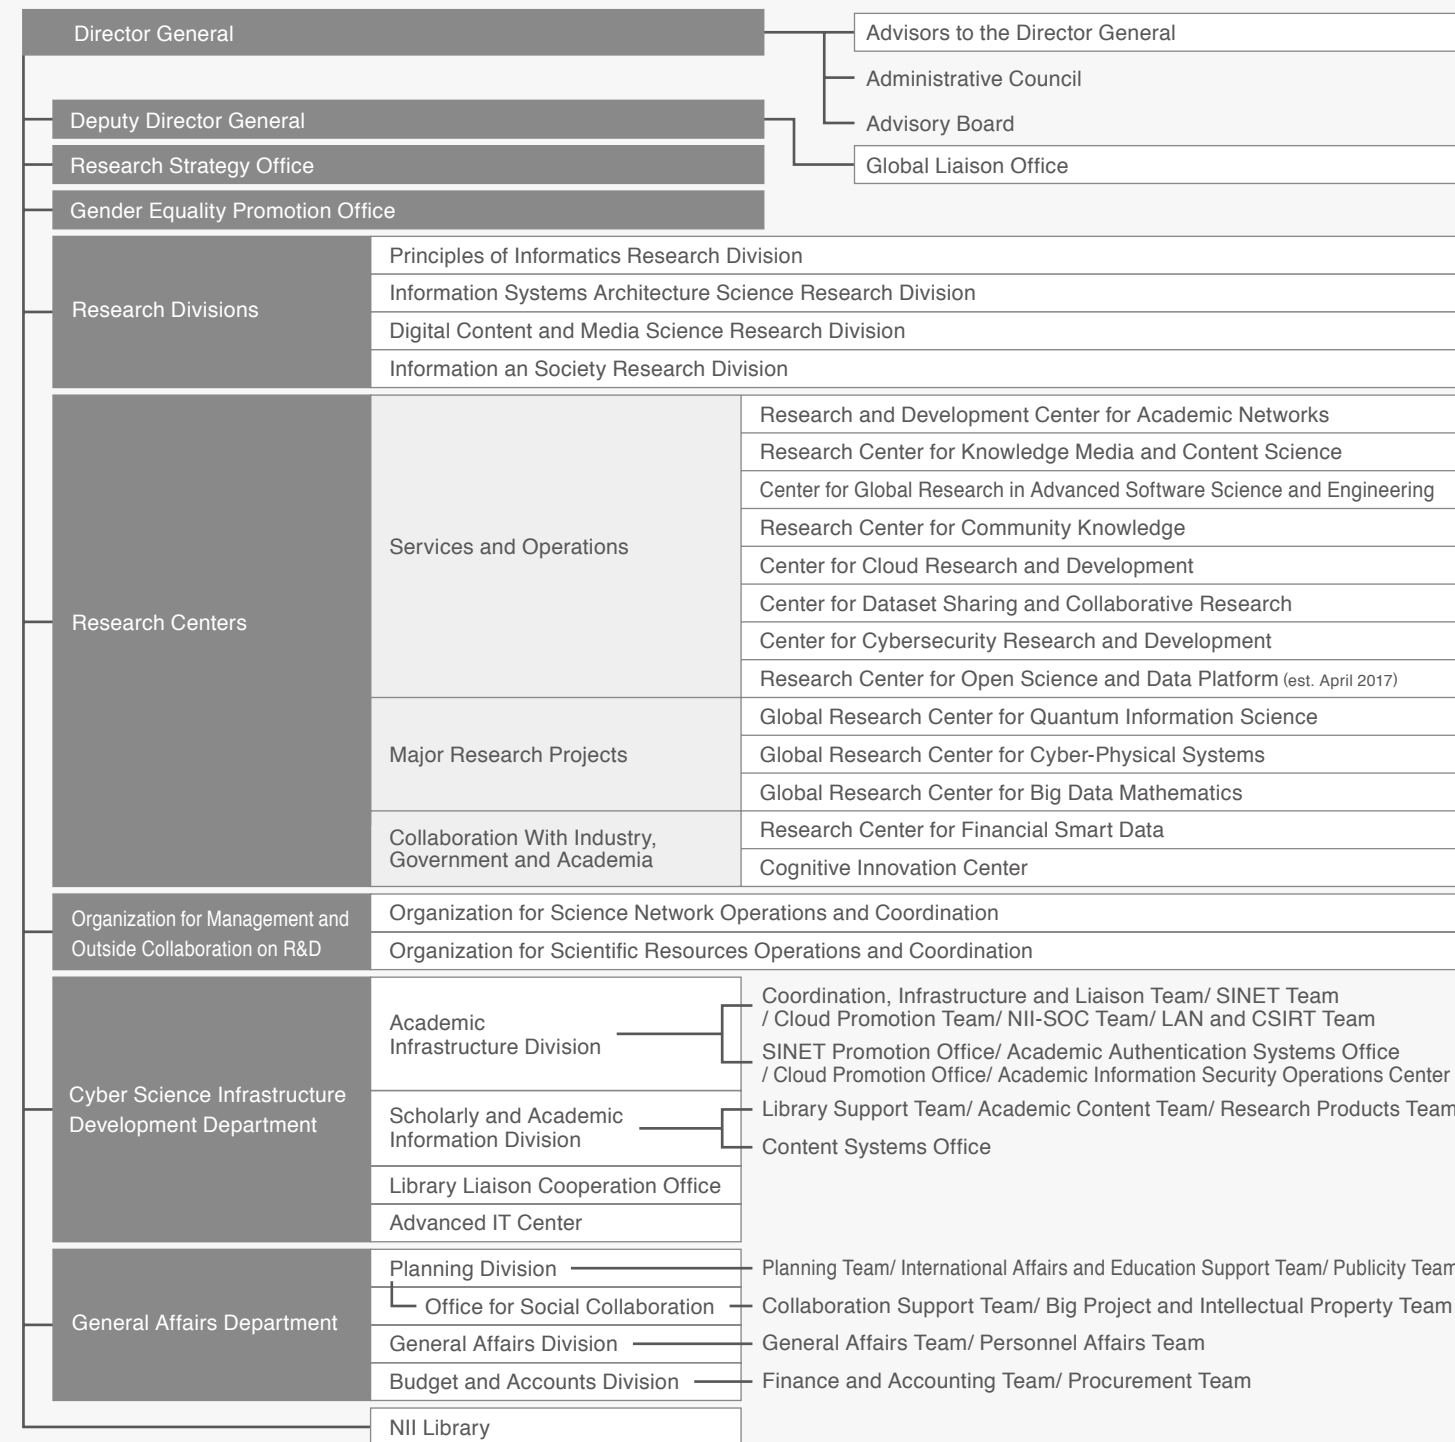 Director General
Advisors to the Director General
Administrative Council
Advisory Board
Deputy Director General
Global Liaison Office
Research Strategy Office
Gender Equality Promotion Office
Research Divisions
Principles of Informatics Research Division
Information Systems Architecture Science Research Division
Digital Content and Media Science Research Division
Information an Society Research Division
Research Centers
Services and Operations
Research and Development Center for Academic Networks
Research Center for Knowledge Media and Content Science
Center for Global Research in Advanced Software Science and Engineering
Research Center for Community Knowledge
Center for Cloud Research and Development
Center for Dataset Sharing and Collaborative Research
Center for Cybersecurity Research and Development
Research Center for Open Science and Data Platform (est. April 2017)
Major Research Projects
Global Research Center for Quantum Information Science
Global Research Center for Cyber-Physical Systems
Global Research Center for Big Data Mathematics
Collaboration With Industry,
Government and Academia
Research Center for Financial Smart Data
Cognitive Innovation Center
Organization for Management and
Outside Collaboration on R&D
Organization for Science Network Operations and Coordination
Organization for Scientific Resources Operations and Coordination
Cyber Science Infrastructure
Development Department
Academic
Infrastructure Division
Coordination, Infrastructure and Liaison Team/ SINET Team
/ Cloud Promotion Team/ NII-SOC Team/ LAN and CSIRT Team
SINET Promotion Office/ Academic Authentication Systems Office
/ Cloud Promotion Office/ Academic Information Security Operations Center
Scholarly and Academic
Information Division
Library Support Team/ Academic Content Team/ Research Products Team
Content Systems Office
Library Liaison Cooperation Office
Advanced IT Center
General Affairs Department
Planning Division
Planning Team/ International Affairs and Education Support Team/ Publicity Team
Office for Social Collaboration
Collaboration Support Team/ Big Project and Intellectual Property Team
General Affairs Division
General Affairs Team/ Personnel Affairs Team
Budget and Accounts Division
Finance and Accounting Team/ Procurement Team
NII Library